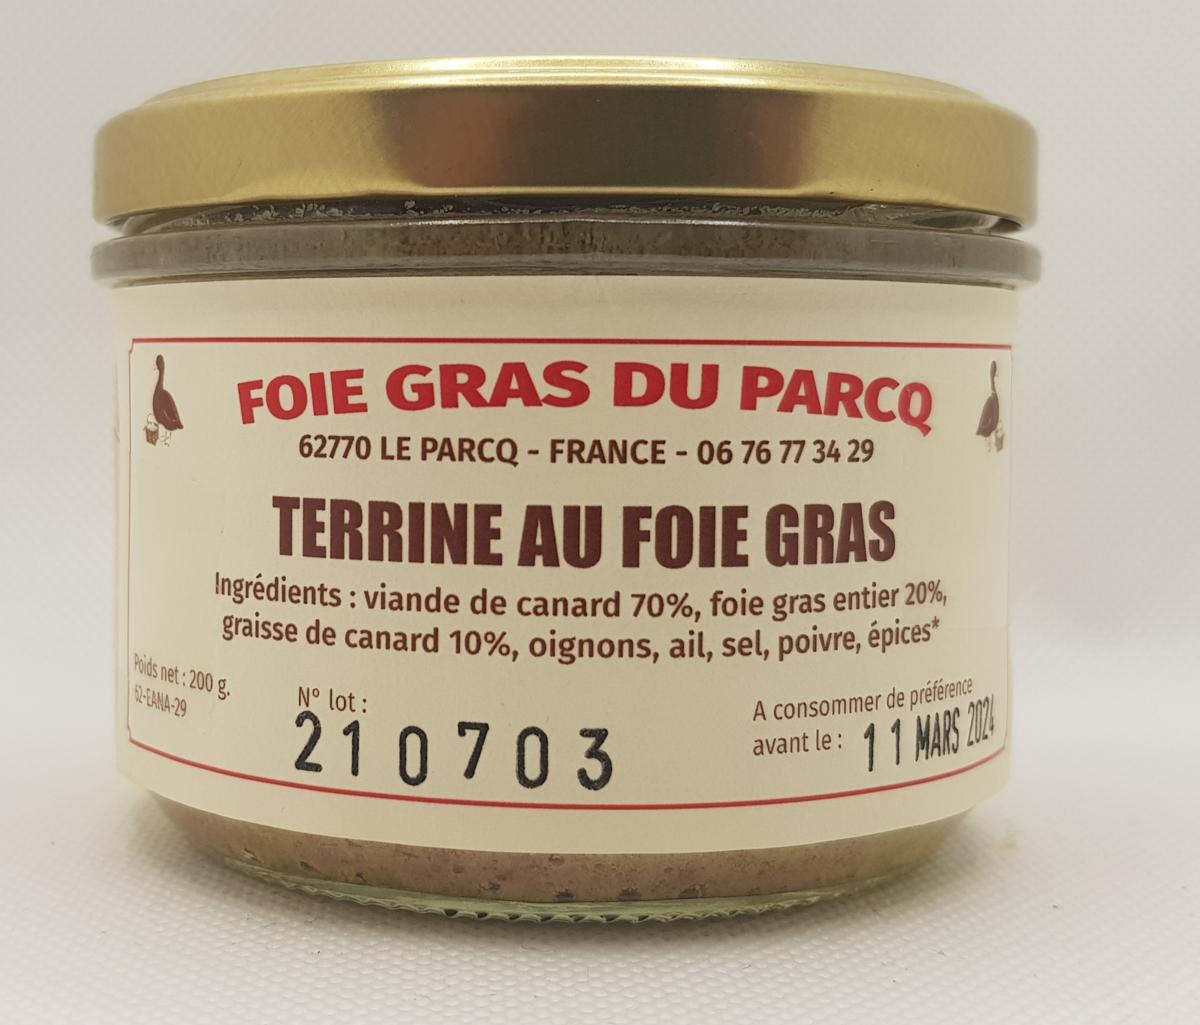 FOIE GRAS DU PARCQ
62770 LE PARCQ - FRANCE - 06 76 77 34 29
TERRINE AU FOIE GRAS
Ingrédients : viande de canard 70%, foie gras entier 20%,
graisse de canard 10%, oignons, ail, sel, poivre, épices*
Poids net : 200 g.
62-EANA-29
N° lot :
210703
A consommer de préférence
avant le : 11 MARS 2024